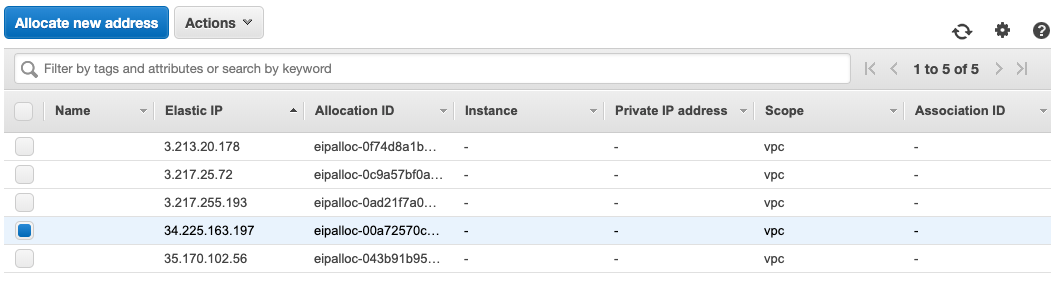 Allocate new address Actions
Filter by tags and attributes or search by keyword 1 to 5 of 5
Name Elastic IP Allocation ID Instance Private IP address Scope Association ID
3.213.20.178 eipalloc-0f74d8a1b... - - vpc -
3.217.25.72 eipalloc-0c9a57bf0a... - - vpc -
3.217.255.193 eipalloc-0ad21f7a0... - - vpc -
34.225.163.197 eipalloc-00a72570c... - - vpc -
35.170.102.56 eipalloc-043b91b95... - - vpc -